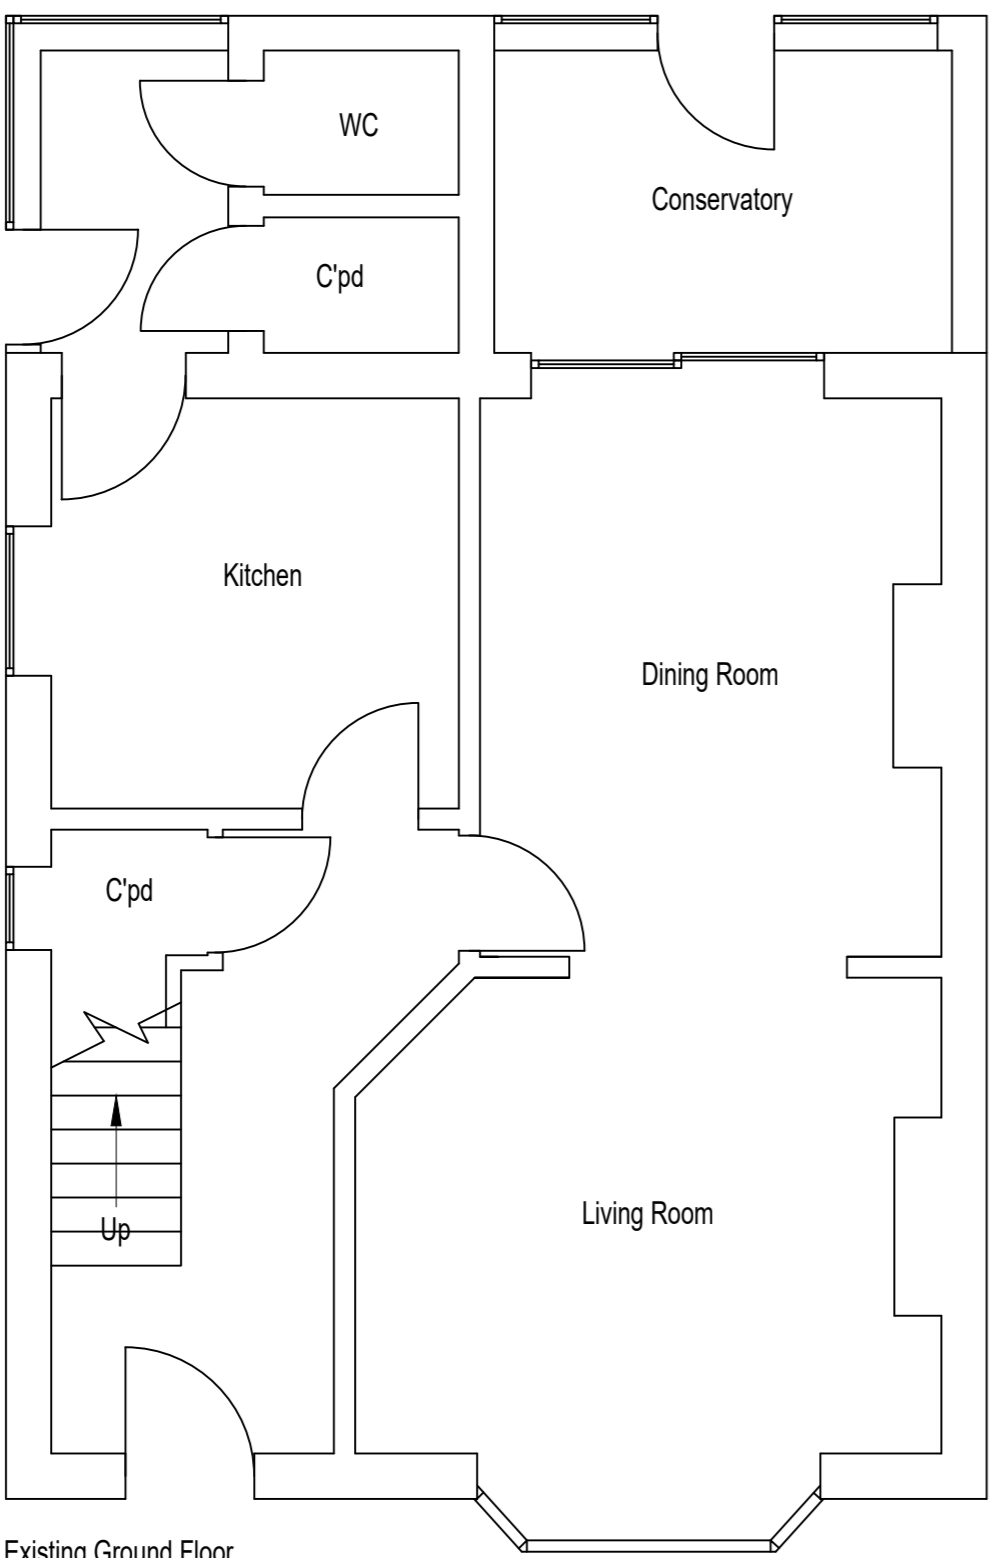 WC
Conservatory
C'pd
Kitchen
Dining Room
C'pd
Living Room
Up
Existing Ground Floor